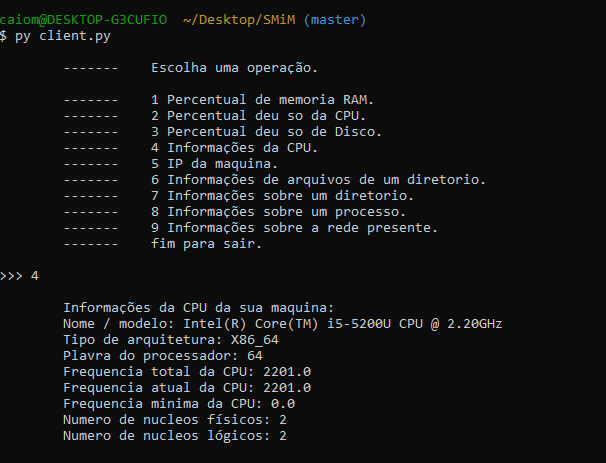 caiom@DESKTOP-G3CUFIO ~/Desktop/SMiM (master)
$ py client.py
------- Escolha uma operação.
------- 1 Percentual de memoria RAM.
------- 2 Percentual deu so da CPU.
------- 3 Percentual deu so de Disco.
------- 4 Informações da CPU.
------- 5 IP da maquina.
------- 6 Informações de arquivos de um diretorio.
------- 7 Informações sobre um diretorio.
------- 8 Informações sobre um processo.
------- 9 Informações sobre a rede presente.
------- fim para sair.
>>> 4
Informações da CPU da sua maquina:
Nome / modelo: Intel(R) Core(TM) i5-5200U CPU @ 2.20GHz
Tipo de arquitetura: X86_64
Plavra do processador: 64
Frequencia total da CPU: 2201.0
Frequencia atual da CPU: 2201.0
Frequencia minima da CPU: 0.0
Numero de nucleos físicos: 2
Numero de nucleos lógicos: 2